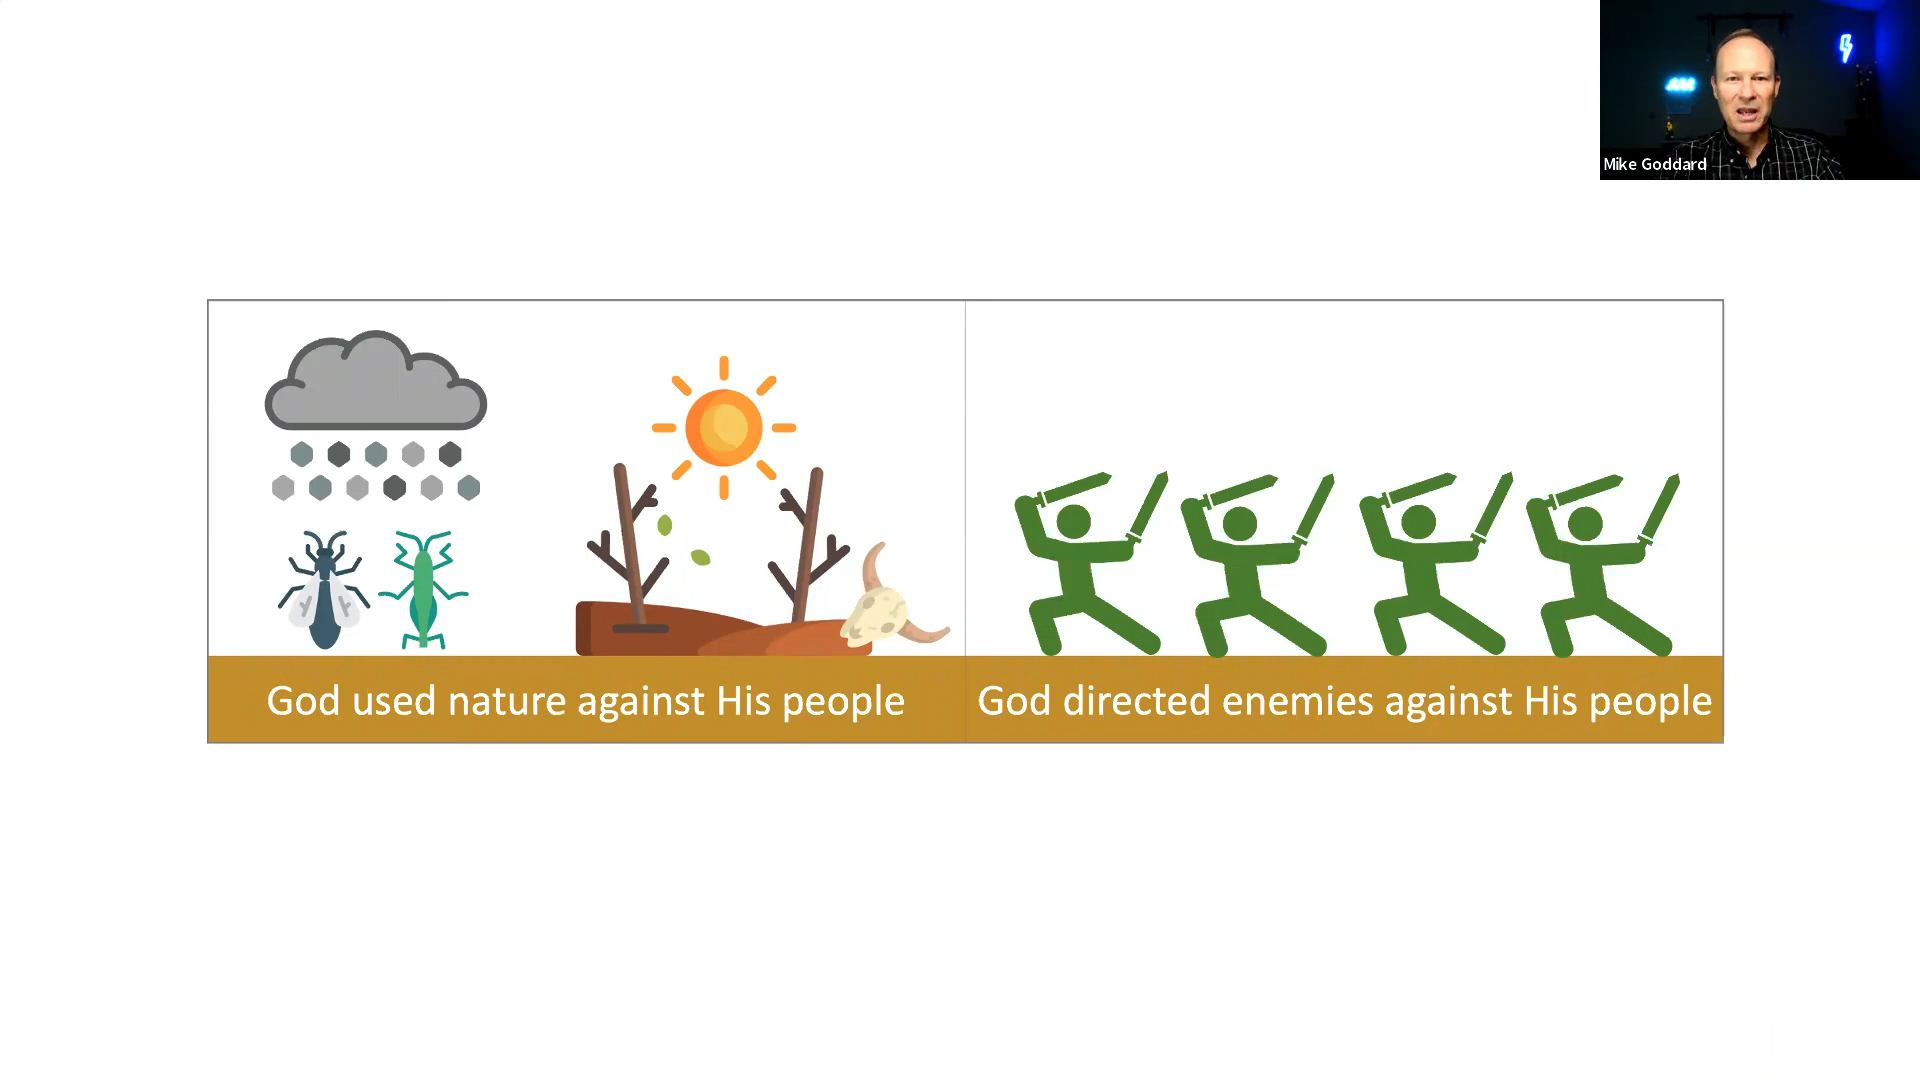 Mike Goddard
God used nature against His people
God directed enemies against His people